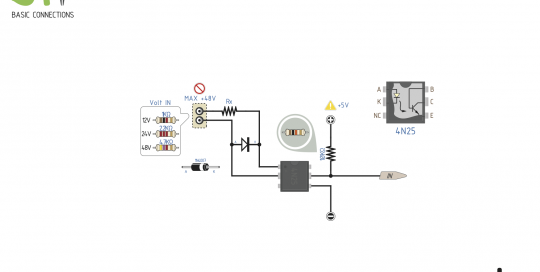 BASIC CONNECTIONS
MAX +48V
Volt IN
Rx
12V
1KΩ
24V
2.2KΩ
48V
4.7KΩ
1N4007
+5V
10KΩ
IN
A
B
K
C
NC
E
4N25